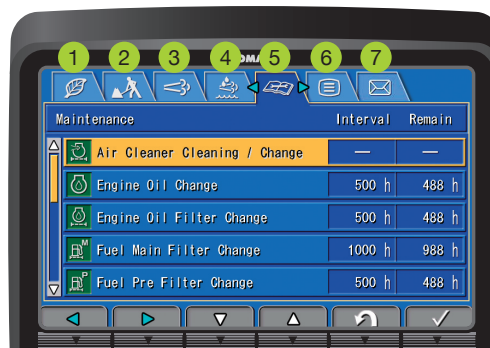 1 2 3 4 5 6 7
Maintenance Interval Remain
Air Cleaner Cleaning / Change — —
Engine Oil Change 500 h 488 h
Engine Oil Filter Change 500 h 488 h
M Fuel Main Filter Change 1000 h 988 h
P Fuel Pre Filter Change 500 h 488 h